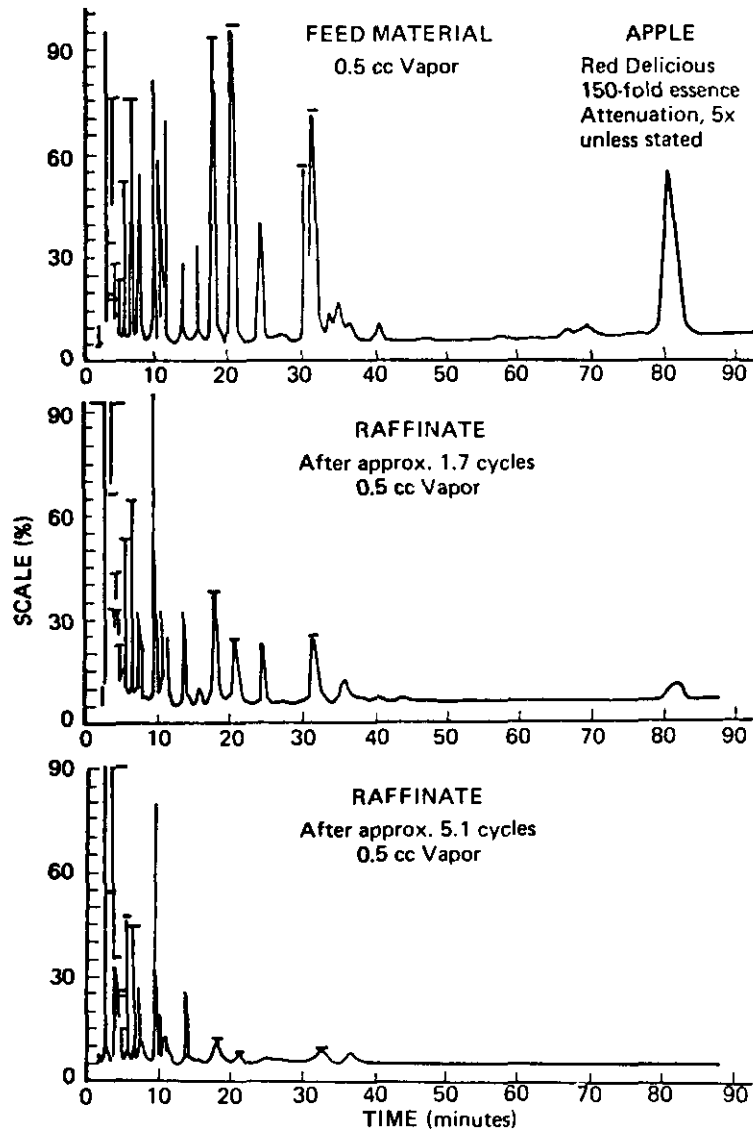 FEED MATERIAL
0.5 cc Vapor
APPLE
Red Delicious
150-fold essence
Attenuation, 5x
unless stated
90
60
30
0
0 10 20 30 40 50 60 70 80 90
RAFFINATE
After approx. 1.7 cycles
0.5 cc Vapor
SCALE (%)
90
60
30
0
0 10 20 30 40 50 60 70 80 90
RAFFINATE
After approx. 5.1 cycles
0.5 cc Vapor
90
60
30
0
0 10 20 30 40 50 60 70 80 90
TIME (minutes)